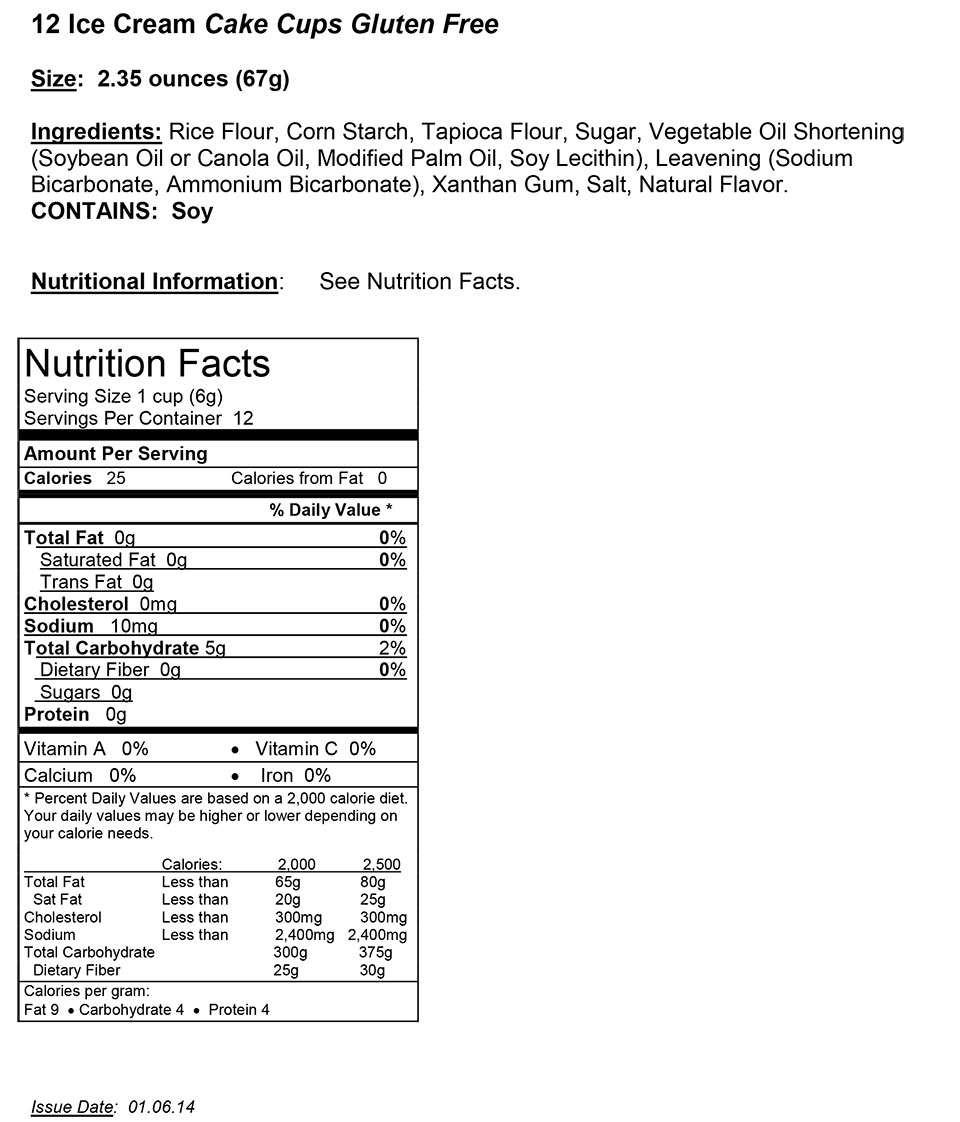 12 Ice Cream Cake Cups Gluten Free
Size: 2.35 ounces (67g)
Ingredients: Rice Flour, Corn Starch, Tapioca Flour, Sugar, Vegetable Oil Shortening
(Soybean Oil or Canola Oil, Modified Palm Oil, Soy Lecithin), Leavening (Sodium
Bicarbonate, Ammonium Bicarbonate), Xanthan Gum, Salt, Natural Flavor.
CONTAINS: Soy
Nutritional Information: See Nutrition Facts.
Nutrition Facts
Serving Size 1 cup (6g)
Servings Per Container 12
Amount Per Serving
Calories 25 Calories from Fat 0
% Daily Value *
Total Fat 0g 0%
Saturated Fat 0g 0%
Trans Fat 0g
Cholesterol 0mg 0%
Sodium 10mg 0%
Total Carbohydrate 5g 2%
Dietary Fiber 0g 0%
Sugars 0g
Protein 0g
Vitamin A 0% • Vitamin C 0%
Calcium 0% • Iron 0%
* Percent Daily Values are based on a 2,000 calorie diet.
Your daily values may be higher or lower depending on
your calorie needs.
Calories: 2,000 2,500
Total Fat Less than 65g 80g
Sat Fat Less than 20g 25g
Cholesterol Less than 300mg 300mg
Sodium Less than 2,400mg 2,400mg
Total Carbohydrate 300g 375g
Dietary Fiber 25g 30g
Calories per gram:
Fat 9 • Carbohydrate 4 • Protein 4
Issue Date: 01.06.14